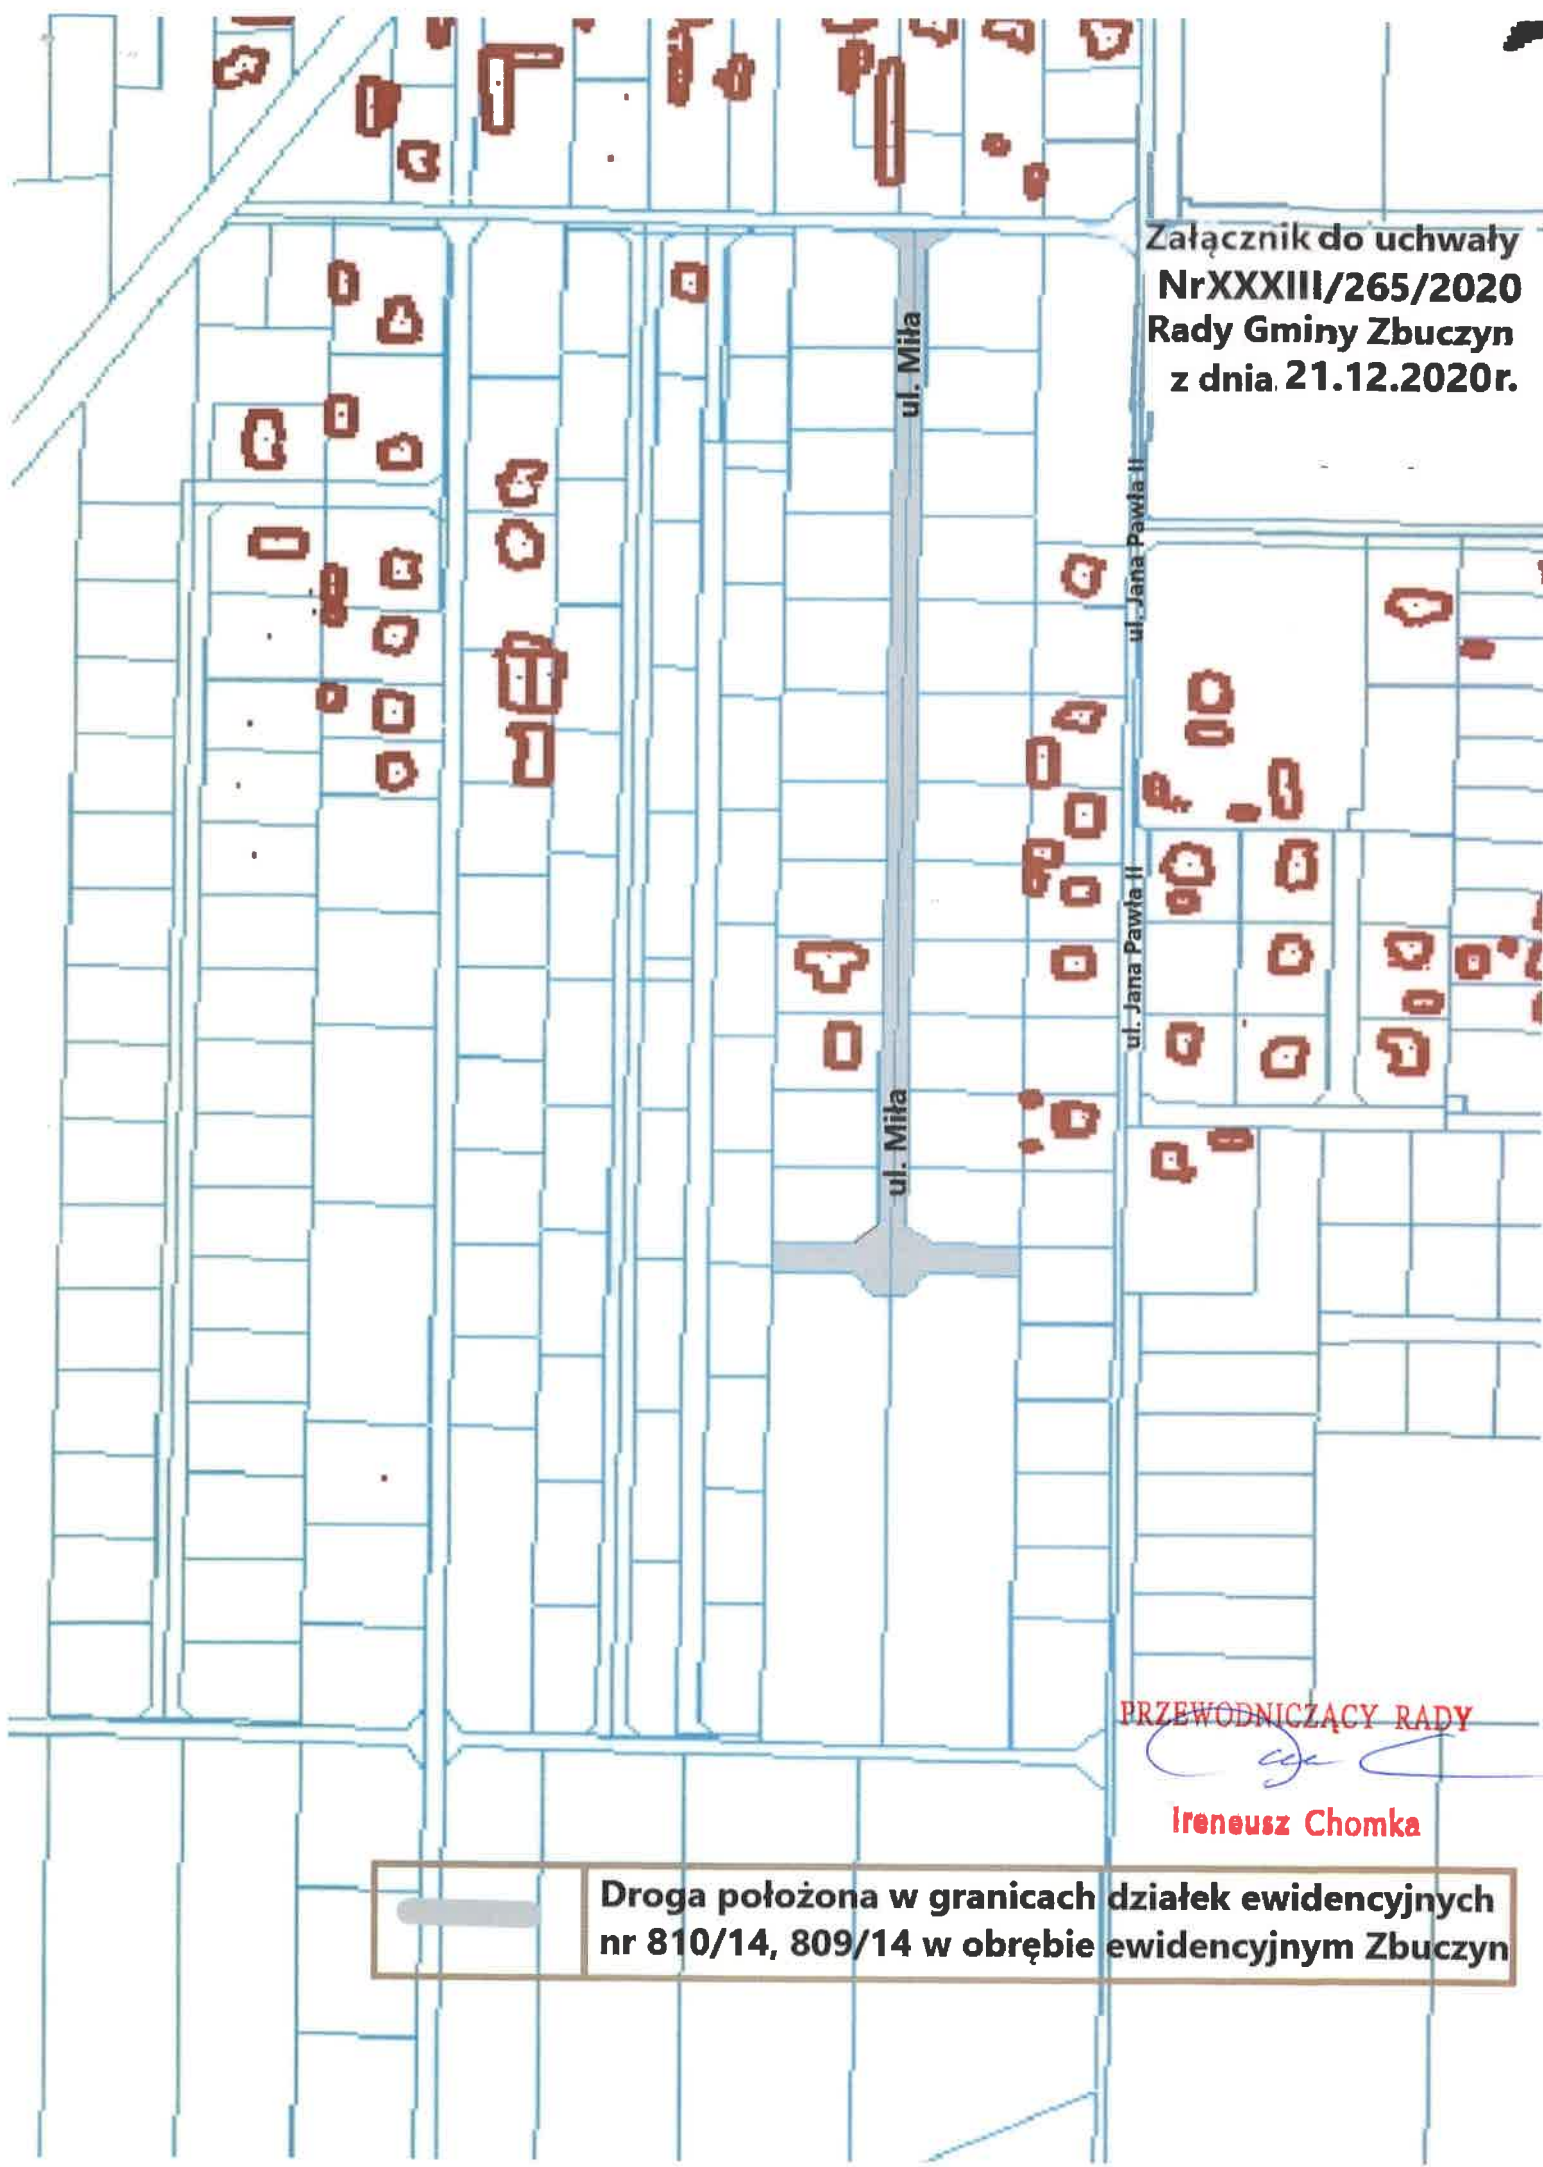 Załącznik do uchwały
NrXXXIII/265/2020
Rady Gminy Zbuczyn
z dnia. 21.12.2020r.
ul. Miła
ul. Jana Pawła II
ul. Jana Pawła II
ul. Miła
PRZEWODNICZĄCY RADY
Ireneusz Chomka
Droga położona w granicach działek ewidencyjnych
nr 810/14, 809/14 w obrębie ewidencyjnym Zbuczyn